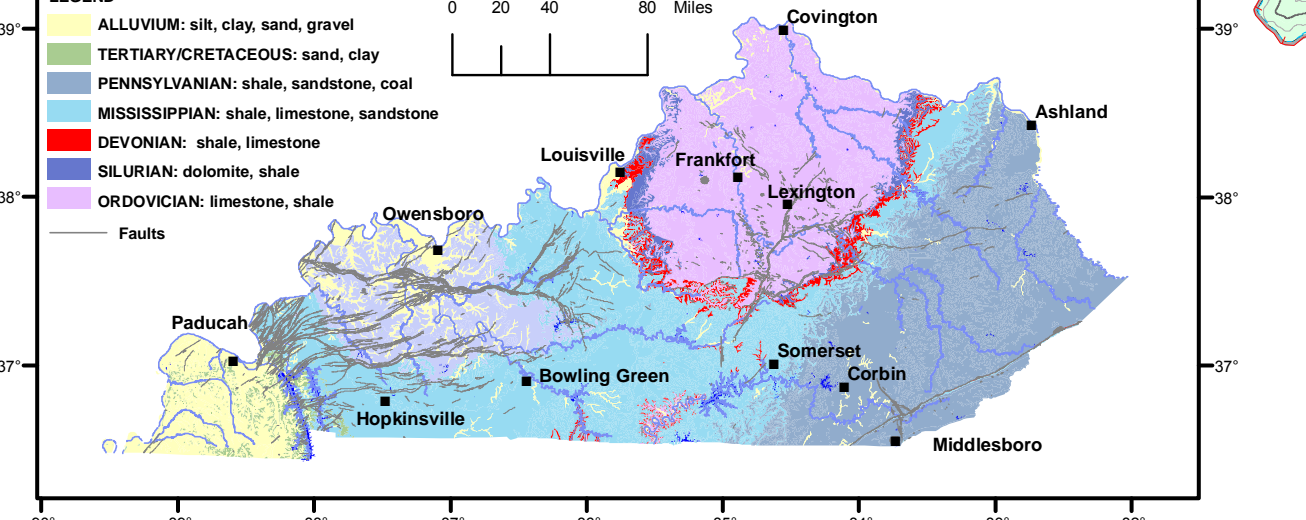 0 20 40 80 Miles
ALLUVIUM: silt, clay, sand, gravel
TERTIARY/CRETACEOUS: sand, clay
PENNSYLVANIAN: shale, sandstone, coal
MISSISSIPPIAN: shale, limestone, sandstone
DEVONIAN: shale, limestone
SILURIAN: dolomite, shale
ORDOVICIAN: limestone, shale
Faults
39°
39°
Covington
Ashland
Louisville
Frankfort
38°
38°
Lexington
Owensboro
Paducah
37°
37°
Somerset
Bowling Green
Corbin
Hopkinsville
Middlesboro